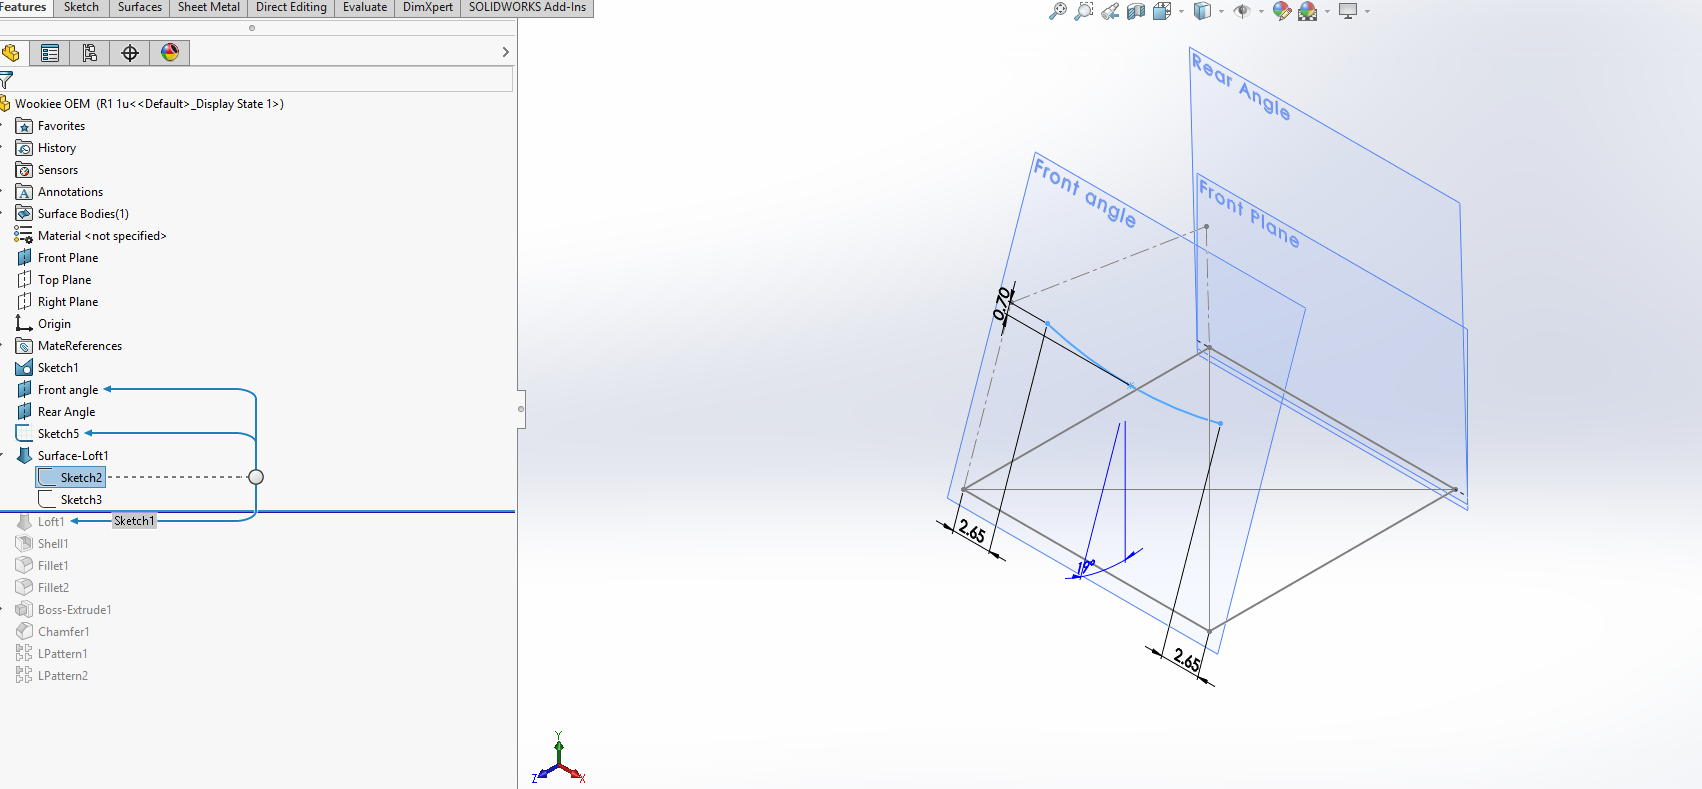 Features Sketch Surfaces Sheet Metal Direct Editing Evaluate DimXpert SOLIDWORKS Add-Ins
Wookiee OEM (R1 1u<<Default>_Display State 1>)
Favorites
History
Sensors
Annotations
Surface Bodies(1)
Material <not specified>
Front Plane
Top Plane
Right Plane
Origin
MateReferences
Sketch1
Front angle
Rear Angle
Sketch5
Surface-Loft1
Sketch2
Sketch3
Loft1 Sketch1
Shell1
Fillet1
Fillet2
Boss-Extrude1
Chamfer1
LPattern1
LPattern2
Rear Angle
Front angle
Front Plane
0.70
2.65
19°
2.65
Y
Z
X